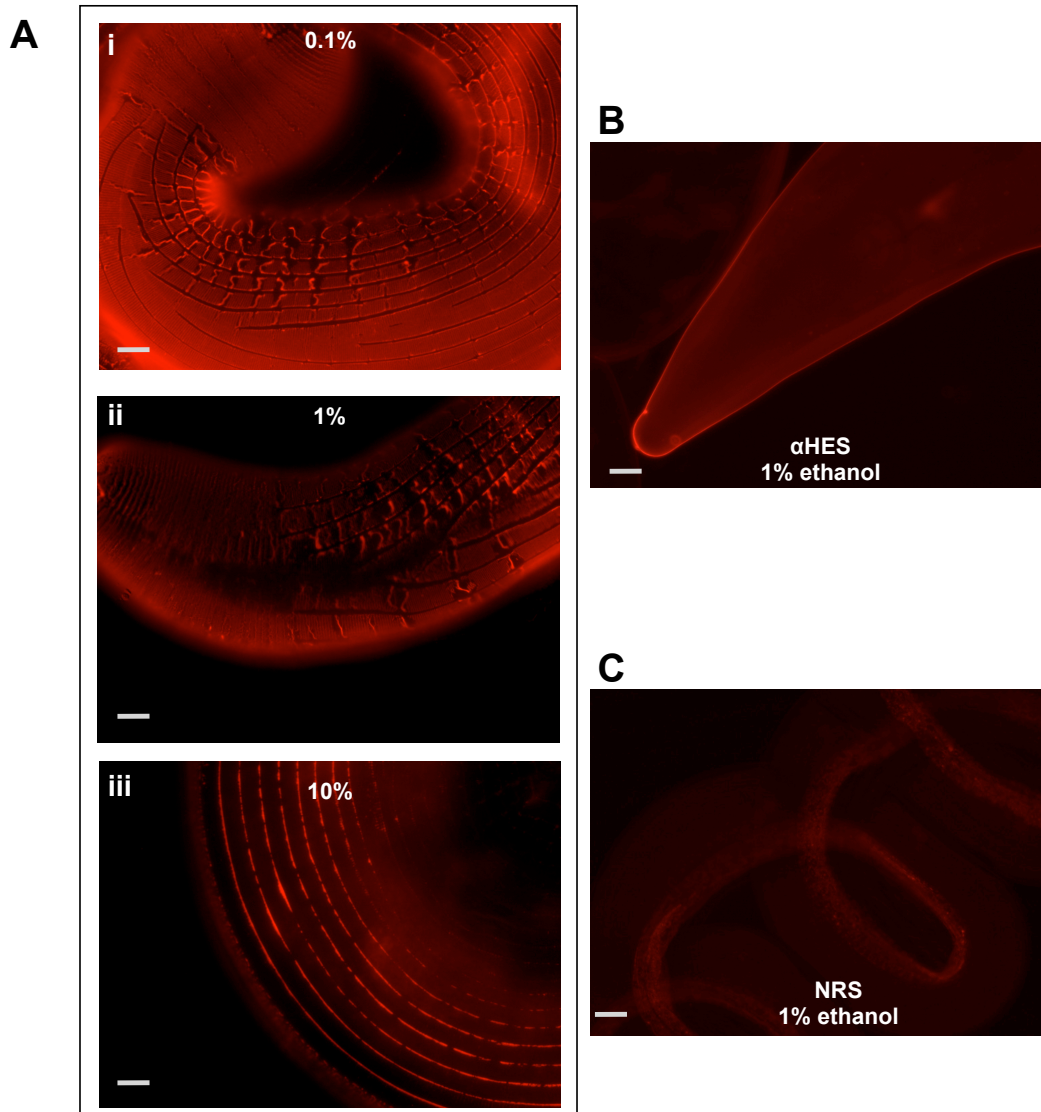 A
i
0.1%
ii
1%
iii
10%
B
αHES
1% ethanol
C
NRS
1% ethanol